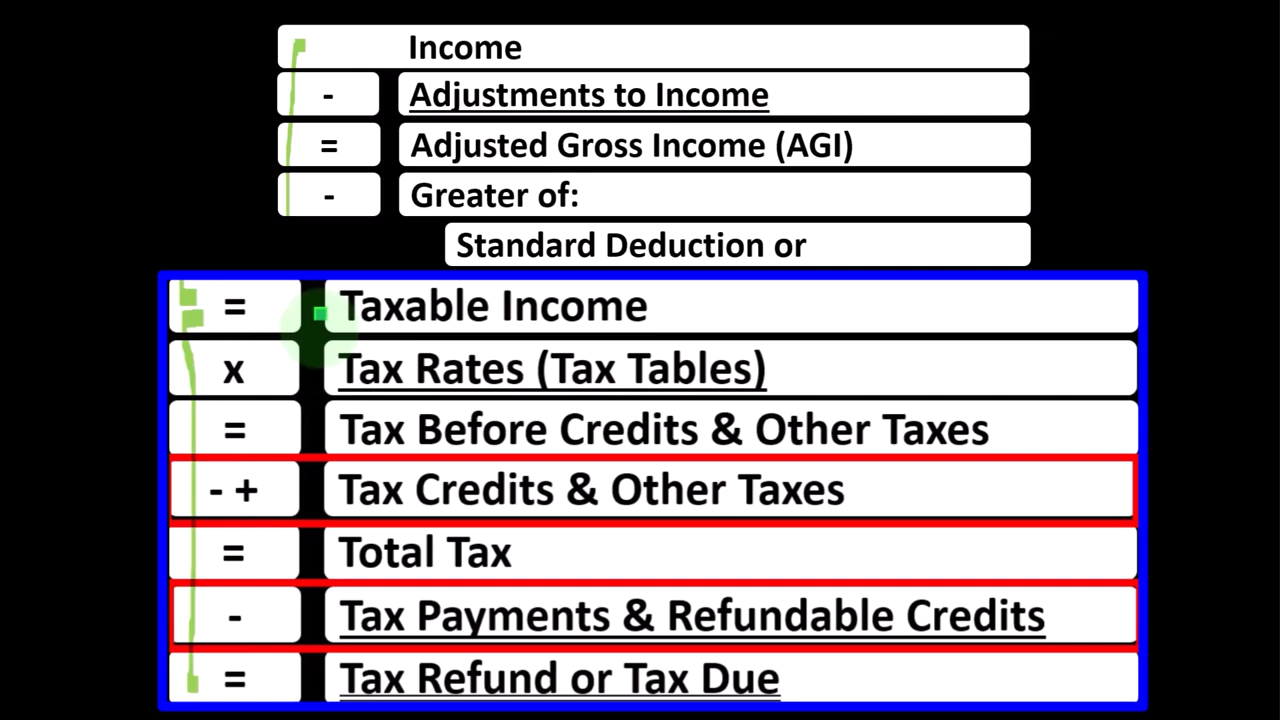 Income
- Adjustments to Income
= Adjusted Gross Income (AGI)
- Greater of:
Standard Deduction or
= Taxable Income
x Tax Rates (Tax Tables)
= Tax Before Credits & Other Taxes
- + Tax Credits & Other Taxes
= Total Tax
- Tax Payments & Refundable Credits
= Tax Refund or Tax Due